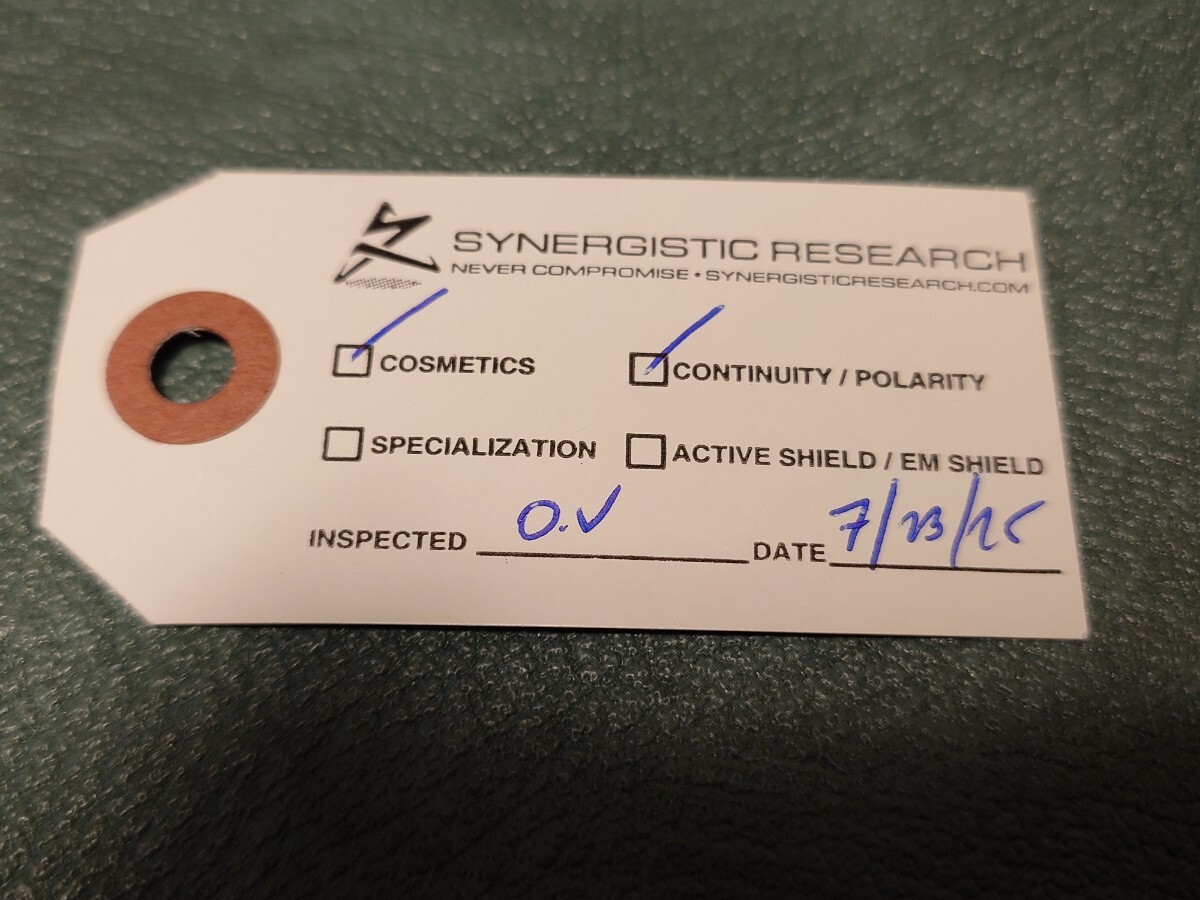 SYNERGISTIC RESEARCH
NEVER COMPROMISE • SYNERGISTICRESEARCH.COM
COSMETICS CONTINUITY / POLARITY
SPECIALIZATION ACTIVE SHIELD / EM SHIELD
INSPECTED O.V DATE 7/23/25